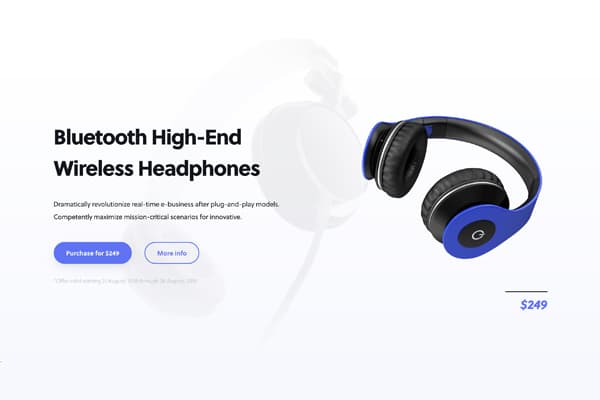 Bluetooth High-End
Wireless Headphones
Dramatically revolutionize real-time e-business after plug-and-play models.
Competently maximize mission-critical scenarios for innovative.
Purchase for $249
More info
$249